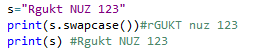 s="Rgukt NUZ 123"
print(s.swapcase())#rGUKT nuz 123
print(s) #Rgukt NUZ 123